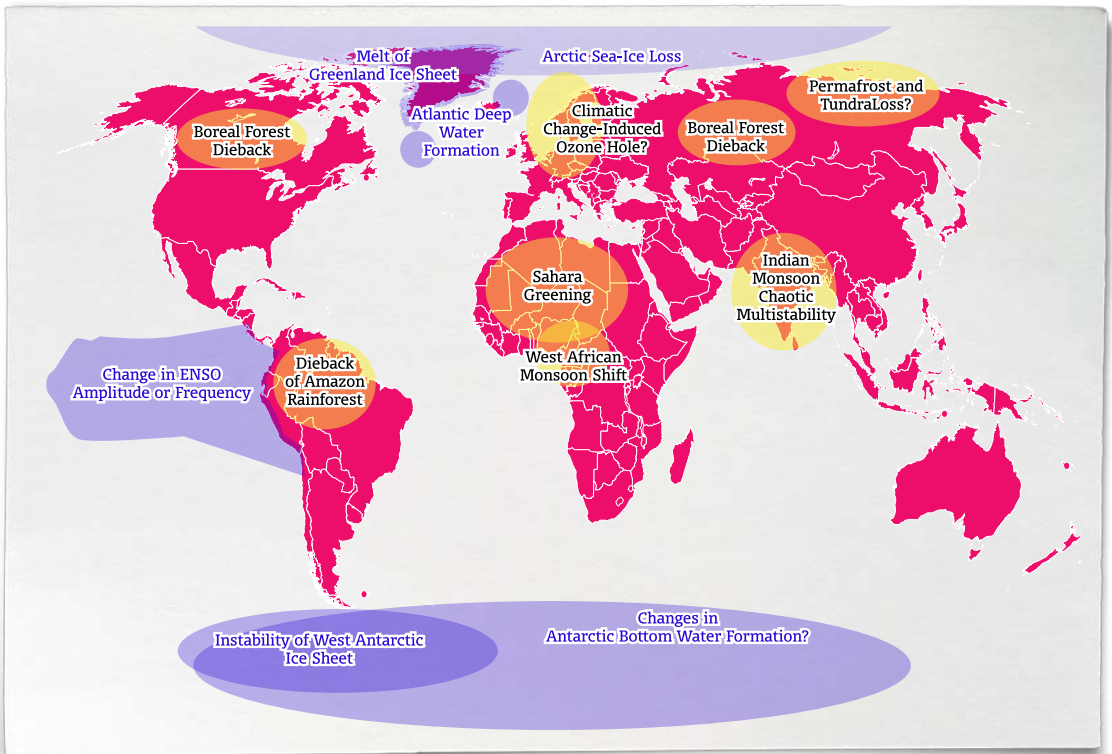 Melt of
Greenland Ice Sheet
Arctic Sea-Ice Loss
Atlantic Deep
Water
Formation
Climatic
Change-Induced
Ozone Hole?
Permafrost and
TundraLoss?
Boreal Forest
Dieback
Boreal Forest
Dieback
Sahara
Greening
Indian
Monsoon
Chaotic
Multistability
West African
Monsoon Shift
Change in ENSO
Amplitude or Frequency
Dieback
of Amazon
Rainforest
Instability of West Antarctic
Ice Sheet
Changes in
Antarctic Bottom Water Formation?